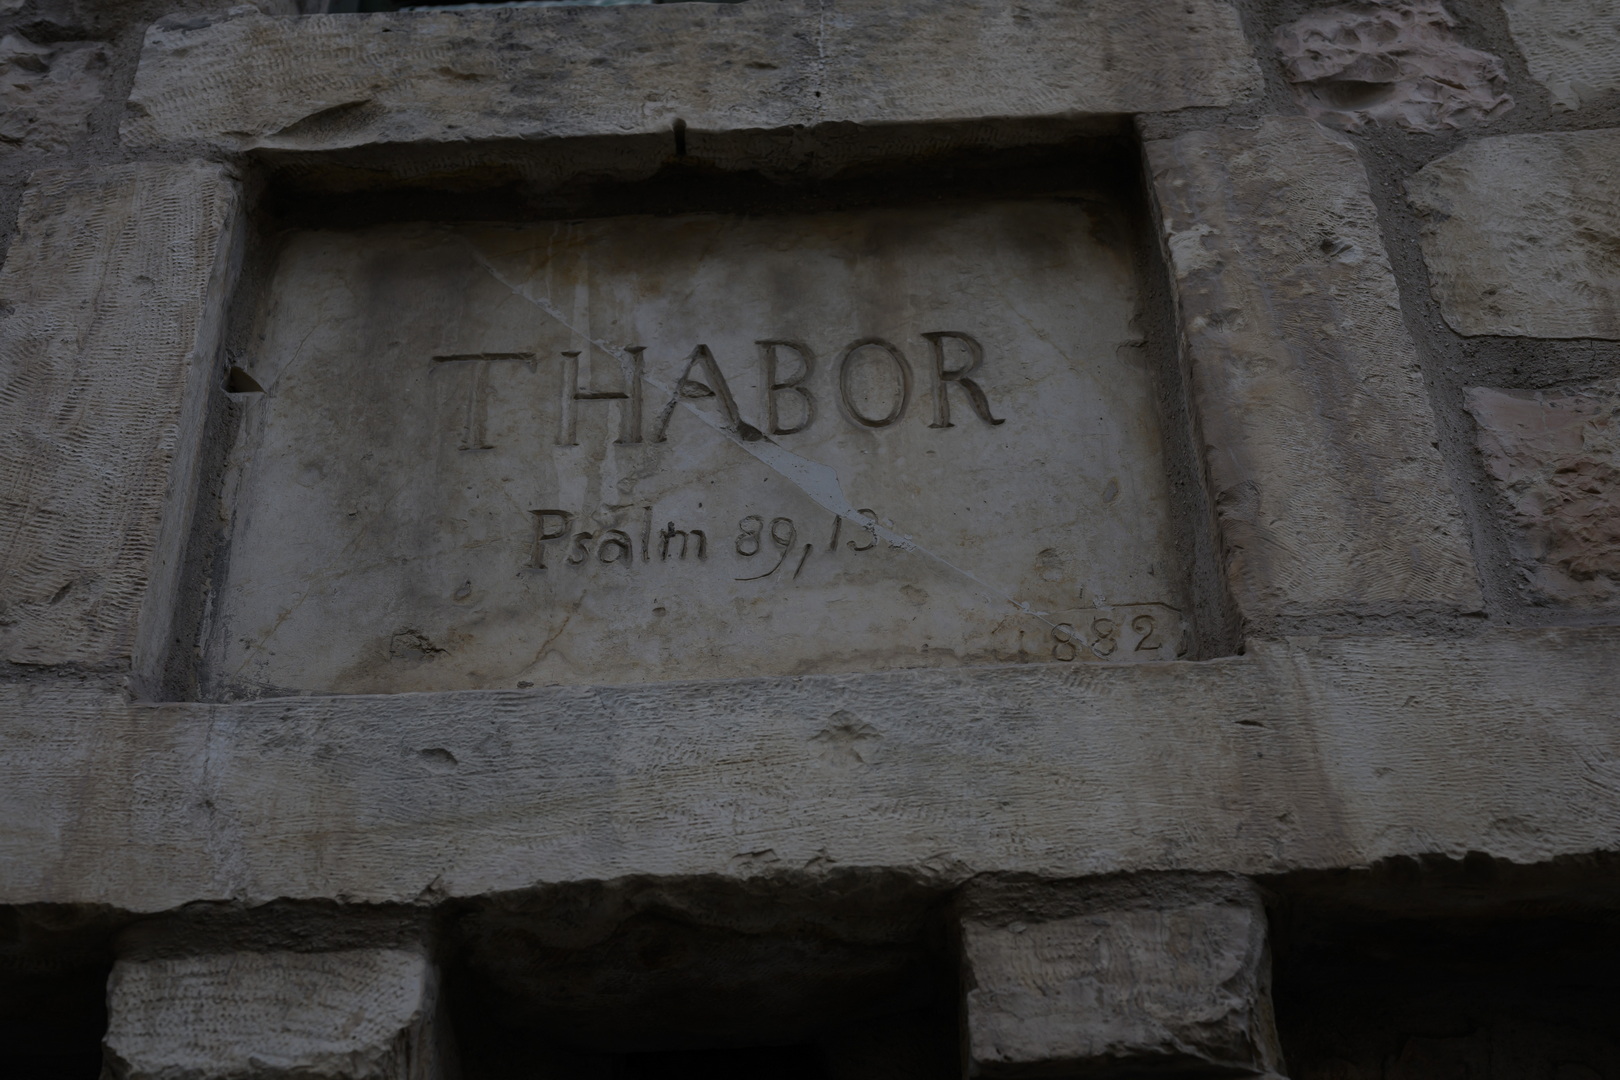 THABOR
Psalm 89,13.
1882.